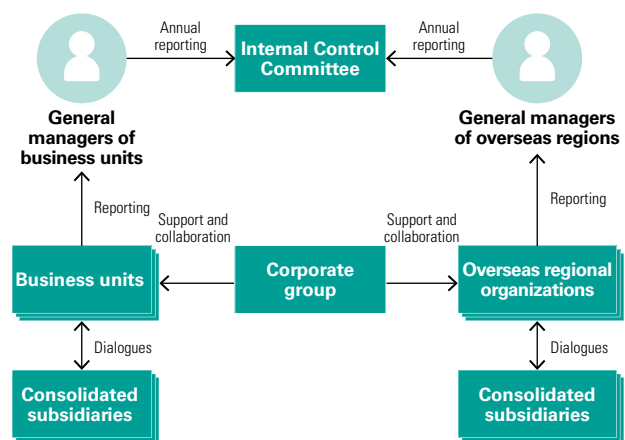 Annual
reporting
Internal Control
Committee
Annual
reporting
General
managers of
business units
General managers
of overseas regions
Reporting
Support and
collaboration
Support and
collaboration
Reporting
Business units
Corporate
group
Overseas regional
organizations
Dialogues
Dialogues
Consolidated
subsidiaries
Consolidated
subsidiaries